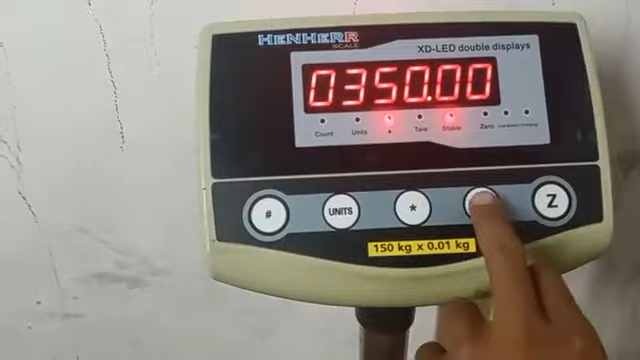 HENHERR
SCALE
XD-LED double displays
0350.00
Count Units * Tare Stable Zero
# UNITS * Z
150 kg x 0.01 kg